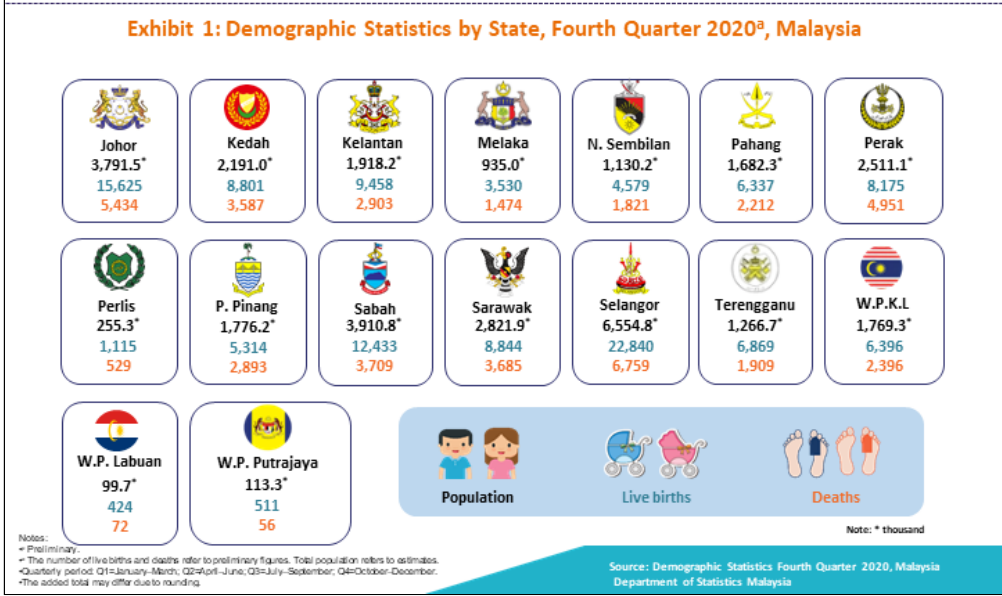 Exhibit 1: Demographic Statistics by State, Fourth Quarter 2020ᵃ, Malaysia
Johor
3,791.5*
15,625
5,434
Kedah
2,191.0*
8,801
3,587
Kelantan
1,918.2*
9,458
2,903
Melaka
935.0*
3,530
1,474
N. Sembilan
1,130.2*
4,579
1,821
Pahang
1,682.3*
6,337
2,212
Perak
2,511.1*
8,175
4,951
Perlis
255.3*
1,115
529
P. Pinang
1,776.2*
5,314
2,893
Sabah
3,910.8*
12,433
3,709
Sarawak
2,821.9*
8,844
3,685
Selangor
6,554.8*
22,840
6,759
Terengganu
1,266.7*
6,869
1,909
W.P.K.L
1,769.3*
6,396
2,396
W.P. Labuan
99.7*
424
72
W.P. Putrajaya
113.3*
511
56
Population
Live births
Deaths
Note: * thousand
Notes:
Preliminary.
The number of live births and deaths refer to preliminary figures. Total population refers to estimates.
•Quarterly period: Q1=January–March; Q2=April–June; Q3=July–September; Q4=October–December.
•The added total may differ due to rounding.
Source: Demographic Statistics Fourth Quarter 2020, Malaysia
Department of Statistics Malaysia